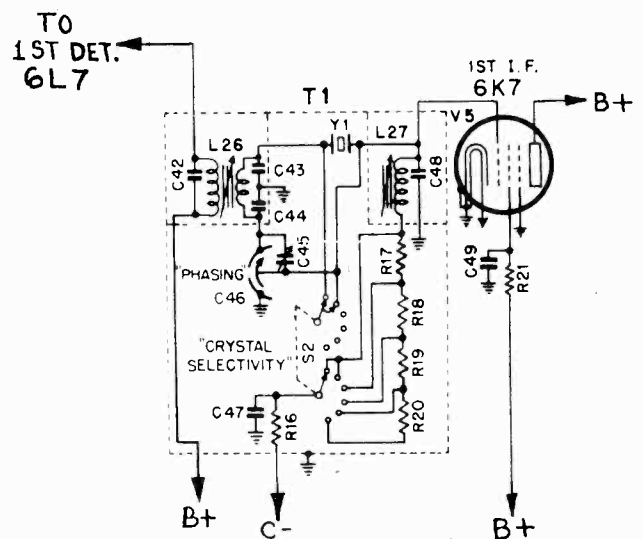 TO
1ST DET.
6L7
T1
1ST I.F.
6K7
B+
V5
Y1
L26
L27
C42
C43
C48
C44
C45
"PHASING"
C46
R17
C49
R21
R18
"CRYSTAL
SELECTIVITY"
S2
R19
C47
R16
R20
B+
C-
B+